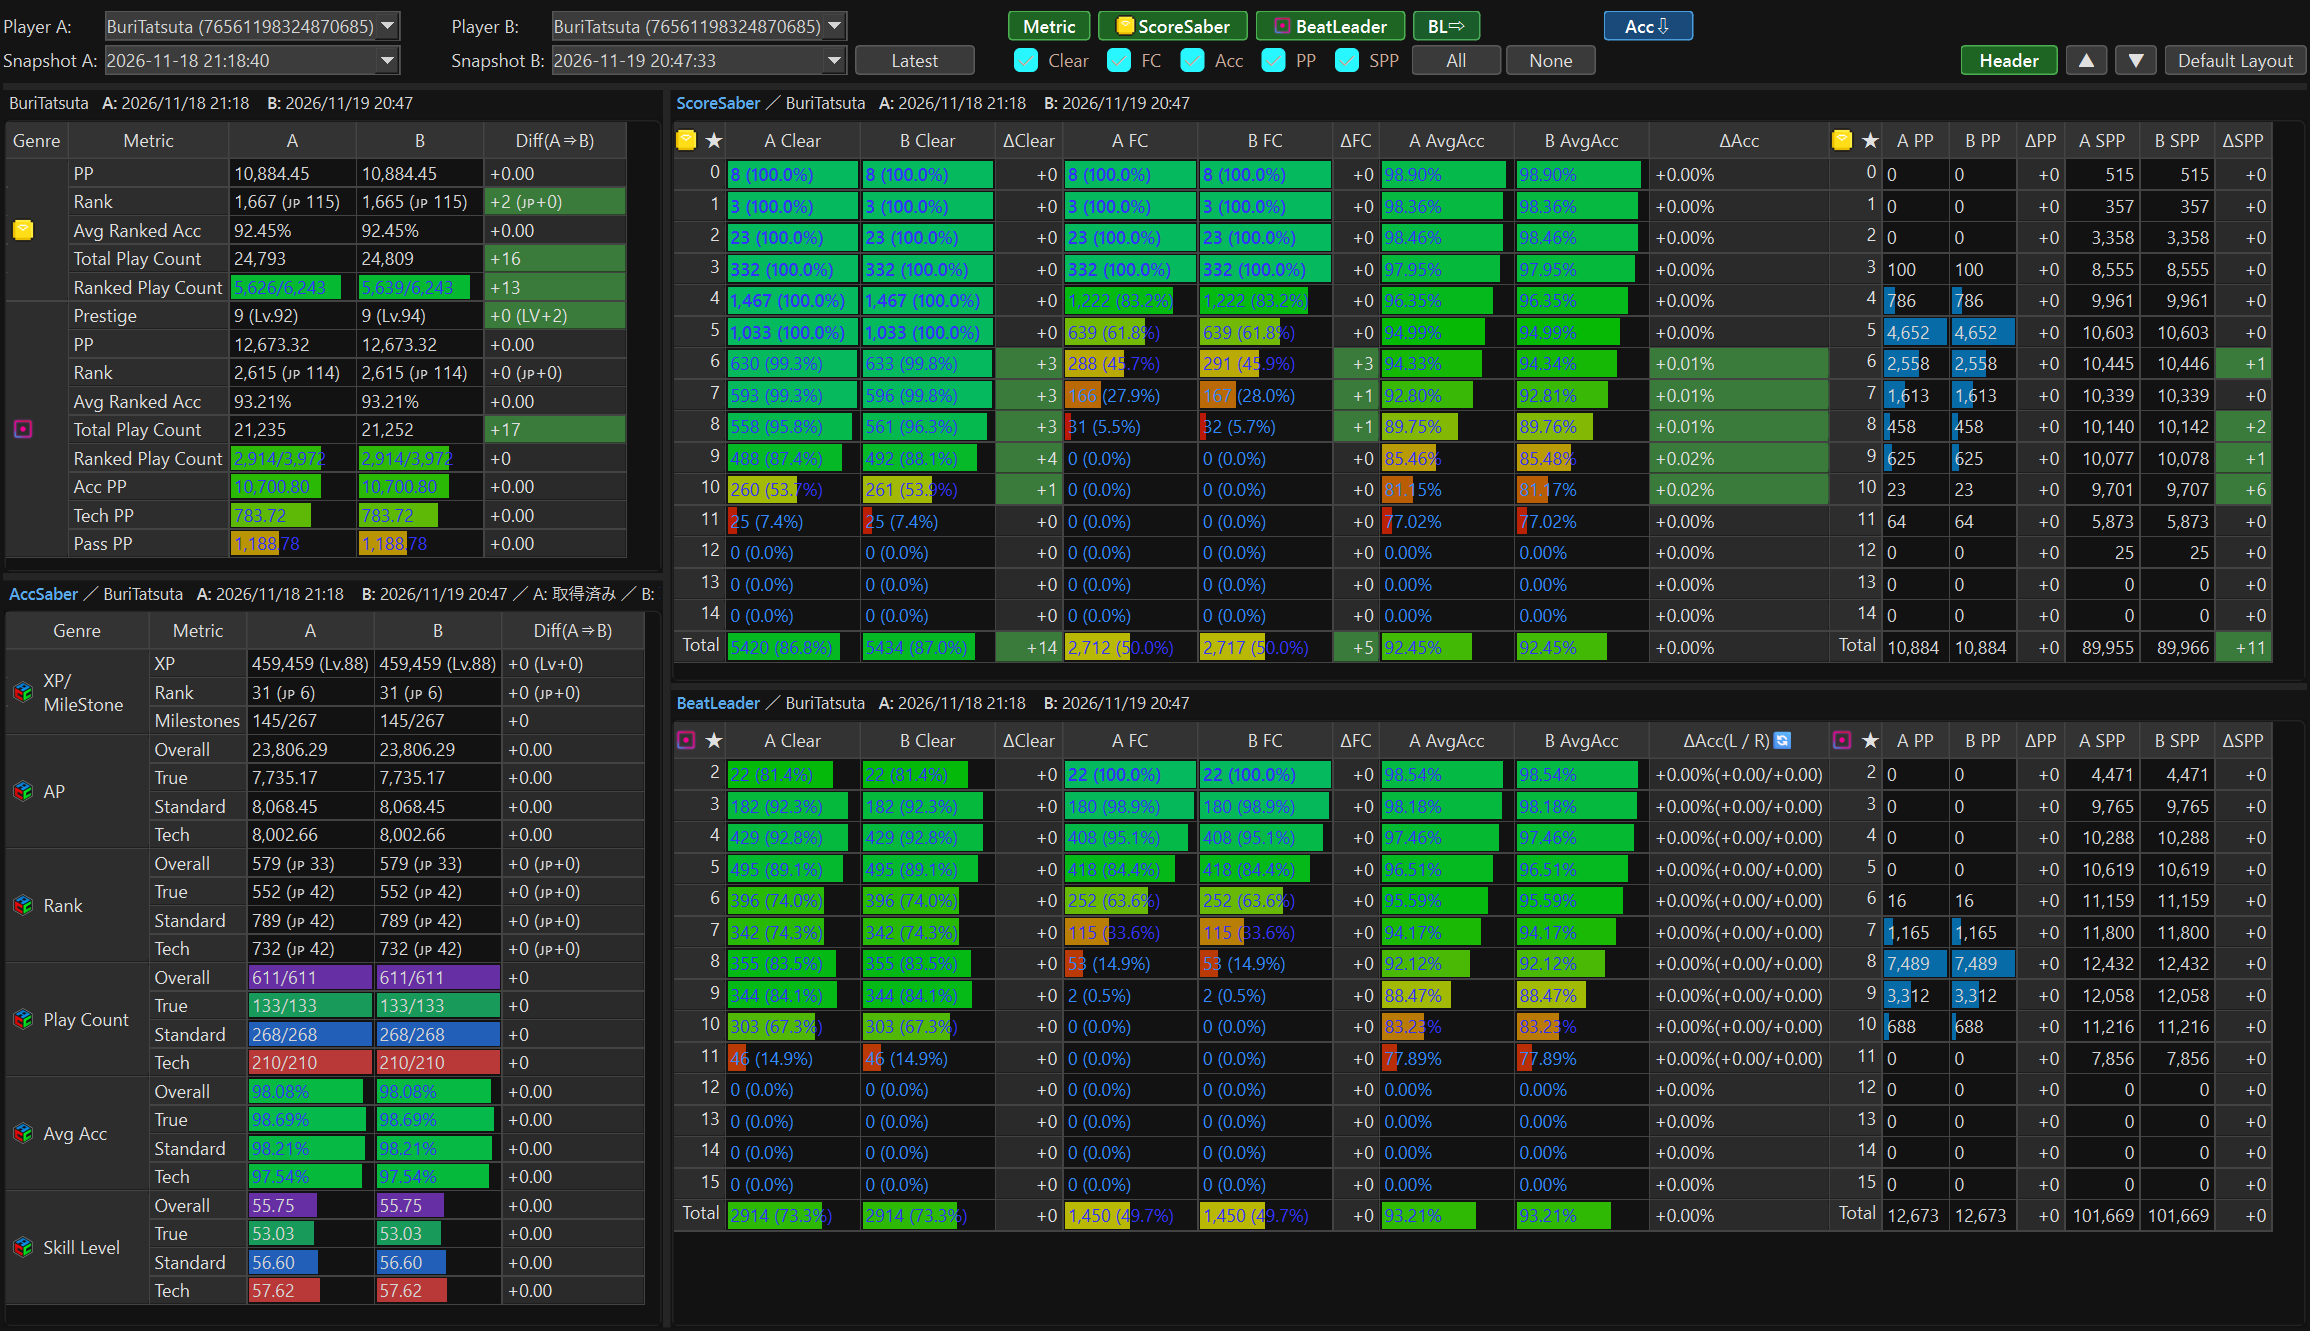 Player A: BuriTatsuta (76561198324870685) Player B: BuriTatsuta (76561198324870685) Metric ScoreSaber BeatLeader BL⇨ Acc⇩
Snapshot A: 2026-11-18 21:18:40 Snapshot B: 2026-11-19 20:47:33 Latest Clear FC Acc PP SPP All None Header ▲ ▼ Default Layout
BuriTatsuta A: 2026/11/18 21:18 B: 2026/11/19 20:47
Genre Metric A B Diff(A⇒B)
PP 10,884.45 10,884.45 +0.00
Rank 1,667 (JP 115) 1,665 (JP 115) +2 (JP+0)
Avg Ranked Acc 92.45% 92.45% +0.00
Total Play Count 24,793 24,809 +16
Ranked Play Count 5,626/6,243 5,639/6,243 +13
Prestige 9 (Lv.92) 9 (Lv.94) +0 (LV+2)
PP 12,673.32 12,673.32 +0.00
Rank 2,615 (JP 114) 2,615 (JP 114) +0 (JP+0)
Avg Ranked Acc 93.21% 93.21% +0.00
Total Play Count 21,235 21,252 +17
Ranked Play Count 2,914/3,972 2,914/3,972 +0
Acc PP 10,700.80 10,700.80 +0.00
Tech PP 783.72 783.72 +0.00
Pass PP 1,188.78 1,188.78 +0.00
AccSaber ／ BuriTatsuta A: 2026/11/18 21:18 B: 2026/11/19 20:47 ／ A: 取得済み ／ B:
Genre Metric A B Diff(A⇒B)
XP/
MileStone
XP 459,459 (Lv.88) 459,459 (Lv.88) +0 (Lv+0)
Rank 31 (JP 6) 31 (JP 6) +0 (JP+0)
Milestones 145/267 145/267 +0
AP
Overall 23,806.29 23,806.29 +0.00
True 7,735.17 7,735.17 +0.00
Standard 8,068.45 8,068.45 +0.00
Tech 8,002.66 8,002.66 +0.00
Rank
Overall 579 (JP 33) 579 (JP 33) +0 (JP+0)
True 552 (JP 42) 552 (JP 42) +0 (JP+0)
Standard 789 (JP 42) 789 (JP 42) +0 (JP+0)
Tech 732 (JP 42) 732 (JP 42) +0 (JP+0)
Play Count
Overall 611/611 611/611 +0
True 133/133 133/133 +0
Standard 268/268 268/268 +0
Tech 210/210 210/210 +0
Avg Acc
Overall 98.08% 98.08% +0.00
True 98.69% 98.69% +0.00
Standard 98.21% 98.21% +0.00
Tech 97.54% 97.54% +0.00
Skill Level
Overall 55.75 55.75 +0.00
True 53.03 53.03 +0.00
Standard 56.60 56.60 +0.00
Tech 57.62 57.62 +0.00
ScoreSaber ／ BuriTatsuta A: 2026/11/18 21:18 B: 2026/11/19 20:47
★ A Clear B Clear ΔClear A FC B FC ΔFC A AvgAcc B AvgAcc ΔAcc ★ A PP B PP ΔPP A SPP B SPP ΔSPP
0 8 (100.0%) 8 (100.0%) +0 8 (100.0%) 8 (100.0%) +0 98.90% 98.90% +0.00% 0 0 0 +0 515 515 +0
1 3 (100.0%) 3 (100.0%) +0 3 (100.0%) 3 (100.0%) +0 98.36% 98.36% +0.00% 1 0 0 +0 357 357 +0
2 23 (100.0%) 23 (100.0%) +0 23 (100.0%) 23 (100.0%) +0 98.46% 98.46% +0.00% 2 0 0 +0 3,358 3,358 +0
3 332 (100.0%) 332 (100.0%) +0 332 (100.0%) 332 (100.0%) +0 97.95% 97.95% +0.00% 3 100 100 +0 8,555 8,555 +0
4 1,467 (100.0%) 1,467 (100.0%) +0 1,222 (83.2%) 1,222 (83.2%) +0 96.35% 96.35% +0.00% 4 786 786 +0 9,961 9,961 +0
5 1,033 (100.0%) 1,033 (100.0%) +0 639 (61.8%) 639 (61.8%) +0 94.99% 94.99% +0.00% 5 4,652 4,652 +0 10,603 10,603 +0
6 630 (99.3%) 633 (99.8%) +3 288 (45.7%) 291 (45.9%) +3 94.33% 94.34% +0.01% 6 2,558 2,558 +0 10,445 10,446 +1
7 593 (99.3%) 596 (99.8%) +3 166 (27.9%) 167 (28.0%) +1 92.80% 92.81% +0.01% 7 1,613 1,613 +0 10,339 10,339 +0
8 558 (95.8%) 561 (96.3%) +3 31 (5.5%) 32 (5.7%) +1 89.75% 89.76% +0.01% 8 458 458 +0 10,140 10,142 +2
9 488 (87.4%) 492 (88.1%) +4 0 (0.0%) 0 (0.0%) +0 85.46% 85.48% +0.02% 9 625 625 +0 10,077 10,078 +1
10 260 (53.7%) 261 (53.9%) +1 0 (0.0%) 0 (0.0%) +0 81.15% 81.17% +0.02% 10 23 23 +0 9,701 9,707 +6
11 25 (7.4%) 25 (7.4%) +0 0 (0.0%) 0 (0.0%) +0 77.02% 77.02% +0.00% 11 64 64 +0 5,873 5,873 +0
12 0 (0.0%) 0 (0.0%) +0 0 (0.0%) 0 (0.0%) +0 0.00% 0.00% +0.00% 12 0 0 +0 25 25 +0
13 0 (0.0%) 0 (0.0%) +0 0 (0.0%) 0 (0.0%) +0 0.00% 0.00% +0.00% 13 0 0 +0 0 0 +0
14 0 (0.0%) 0 (0.0%) +0 0 (0.0%) 0 (0.0%) +0 0.00% 0.00% +0.00% 14 0 0 +0 0 0 +0
Total 5420 (86.8%) 5434 (87.0%) +14 2,712 (50.0%) 2,717 (50.0%) +5 92.45% 92.45% +0.00% Total 10,884 10,884 +0 89,955 89,966 +11
BeatLeader ／ BuriTatsuta A: 2026/11/18 21:18 B: 2026/11/19 20:47
★ A Clear B Clear ΔClear A FC B FC ΔFC A AvgAcc B AvgAcc ΔAcc(L / R) ★ A PP B PP ΔPP A SPP B SPP ΔSPP
2 22 (81.4%) 22 (81.4%) +0 22 (100.0%) 22 (100.0%) +0 98.54% 98.54% +0.00%(+0.00/+0.00) 2 0 0 +0 4,471 4,471 +0
3 182 (92.3%) 182 (92.3%) +0 180 (98.9%) 180 (98.9%) +0 98.18% 98.18% +0.00%(+0.00/+0.00) 3 0 0 +0 9,765 9,765 +0
4 429 (92.8%) 429 (92.8%) +0 408 (95.1%) 408 (95.1%) +0 97.46% 97.46% +0.00%(+0.00/+0.00) 4 0 0 +0 10,288 10,288 +0
5 495 (89.1%) 495 (89.1%) +0 418 (84.4%) 418 (84.4%) +0 96.51% 96.51% +0.00%(+0.00/+0.00) 5 0 0 +0 10,619 10,619 +0
6 396 (74.0%) 396 (74.0%) +0 252 (63.6%) 252 (63.6%) +0 95.59% 95.59% +0.00%(+0.00/+0.00) 6 16 16 +0 11,159 11,159 +0
7 342 (74.3%) 342 (74.3%) +0 115 (33.6%) 115 (33.6%) +0 94.17% 94.17% +0.00%(+0.00/+0.00) 7 1,165 1,165 +0 11,800 11,800 +0
8 355 (83.5%) 355 (83.5%) +0 53 (14.9%) 53 (14.9%) +0 92.12% 92.12% +0.00%(+0.00/+0.00) 8 7,489 7,489 +0 12,432 12,432 +0
9 344 (84.1%) 344 (84.1%) +0 2 (0.5%) 2 (0.5%) +0 88.47% 88.47% +0.00%(+0.00/+0.00) 9 3,312 3,312 +0 12,058 12,058 +0
10 303 (67.3%) 303 (67.3%) +0 0 (0.0%) 0 (0.0%) +0 83.23% 83.23% +0.00%(+0.00/+0.00) 10 688 688 +0 11,216 11,216 +0
11 46 (14.9%) 46 (14.9%) +0 0 (0.0%) 0 (0.0%) +0 77.89% 77.89% +0.00%(+0.00/+0.00) 11 0 0 +0 7,856 7,856 +0
12 0 (0.0%) 0 (0.0%) +0 0 (0.0%) 0 (0.0%) +0 0.00% 0.00% +0.00% 12 0 0 +0 0 0 +0
13 0 (0.0%) 0 (0.0%) +0 0 (0.0%) 0 (0.0%) +0 0.00% 0.00% +0.00% 13 0 0 +0 0 0 +0
14 0 (0.0%) 0 (0.0%) +0 0 (0.0%) 0 (0.0%) +0 0.00% 0.00% +0.00% 14 0 0 +0 0 0 +0
15 0 (0.0%) 0 (0.0%) +0 0 (0.0%) 0 (0.0%) +0 0.00% 0.00% +0.00% 15 0 0 +0 0 0 +0
Total 2914 (73.3%) 2914 (73.3%) +0 1,450 (49.7%) 1,450 (49.7%) +0 93.21% 93.21% +0.00% Total 12,673 12,673 +0 101,669 101,669 +0